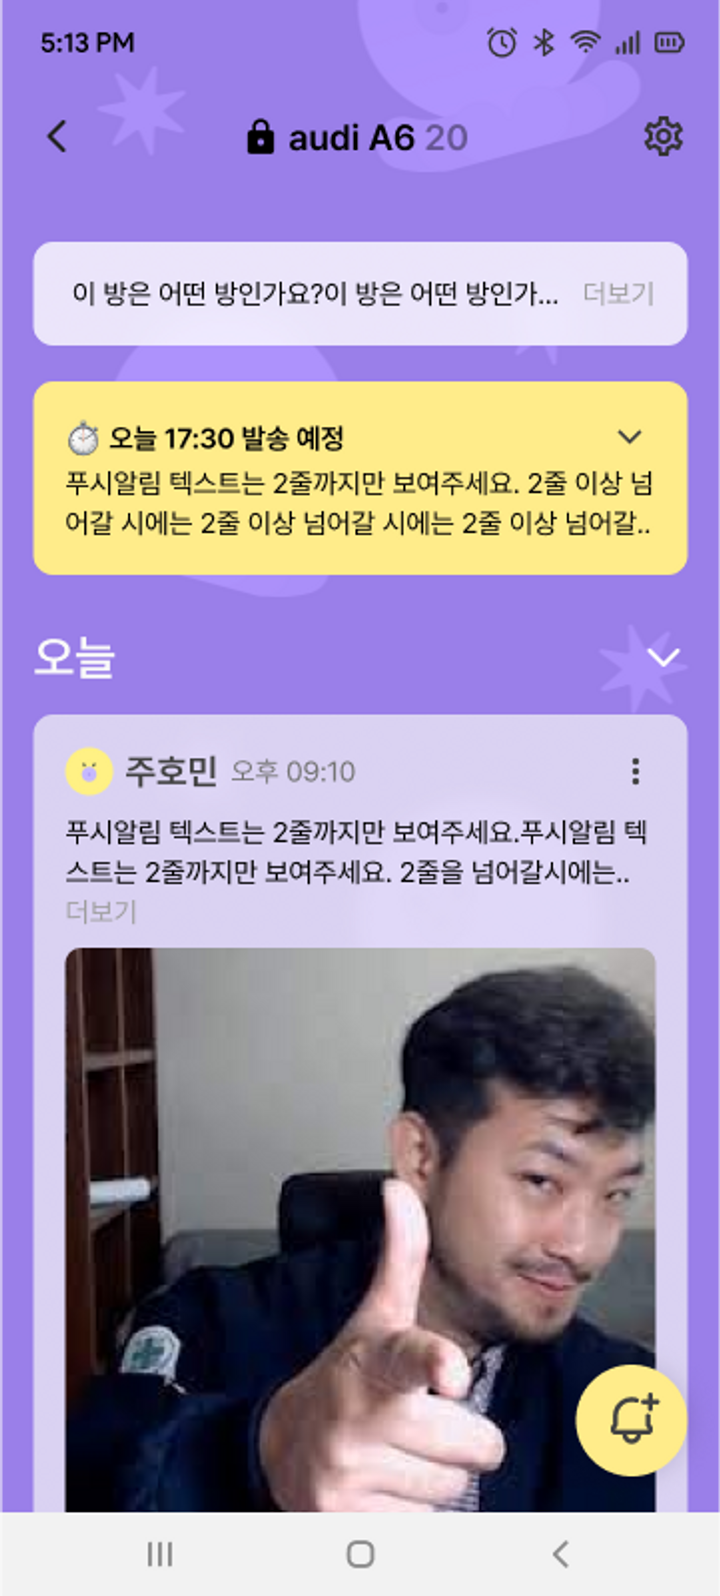 5:13 PM
audi A6 20
이 방은 어떤 방인가요?이 방은 어떤 방인가... 더보기
오늘 17:30 발송 예정
푸시알림 텍스트는 2줄까지만 보여주세요. 2줄 이상 넘
어갈 시에는 2줄 이상 넘어갈 시에는 2줄 이상 넘어갈..
오늘
주호민 오후 09:10
푸시알림 텍스트는 2줄까지만 보여주세요.푸시알림 텍
스트는 2줄까지만 보여주세요. 2줄을 넘어갈시에는..
더보기